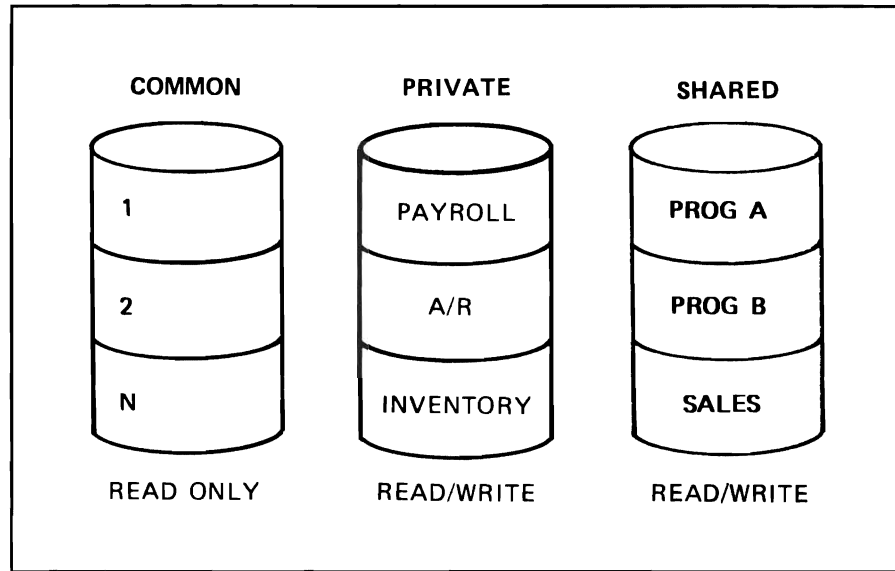 COMMON
PRIVATE
SHARED
1
PAYROLL
PROG A
2
A/R
PROG B
N
INVENTORY
SALES
READ ONLY
READ/WRITE
READ/WRITE